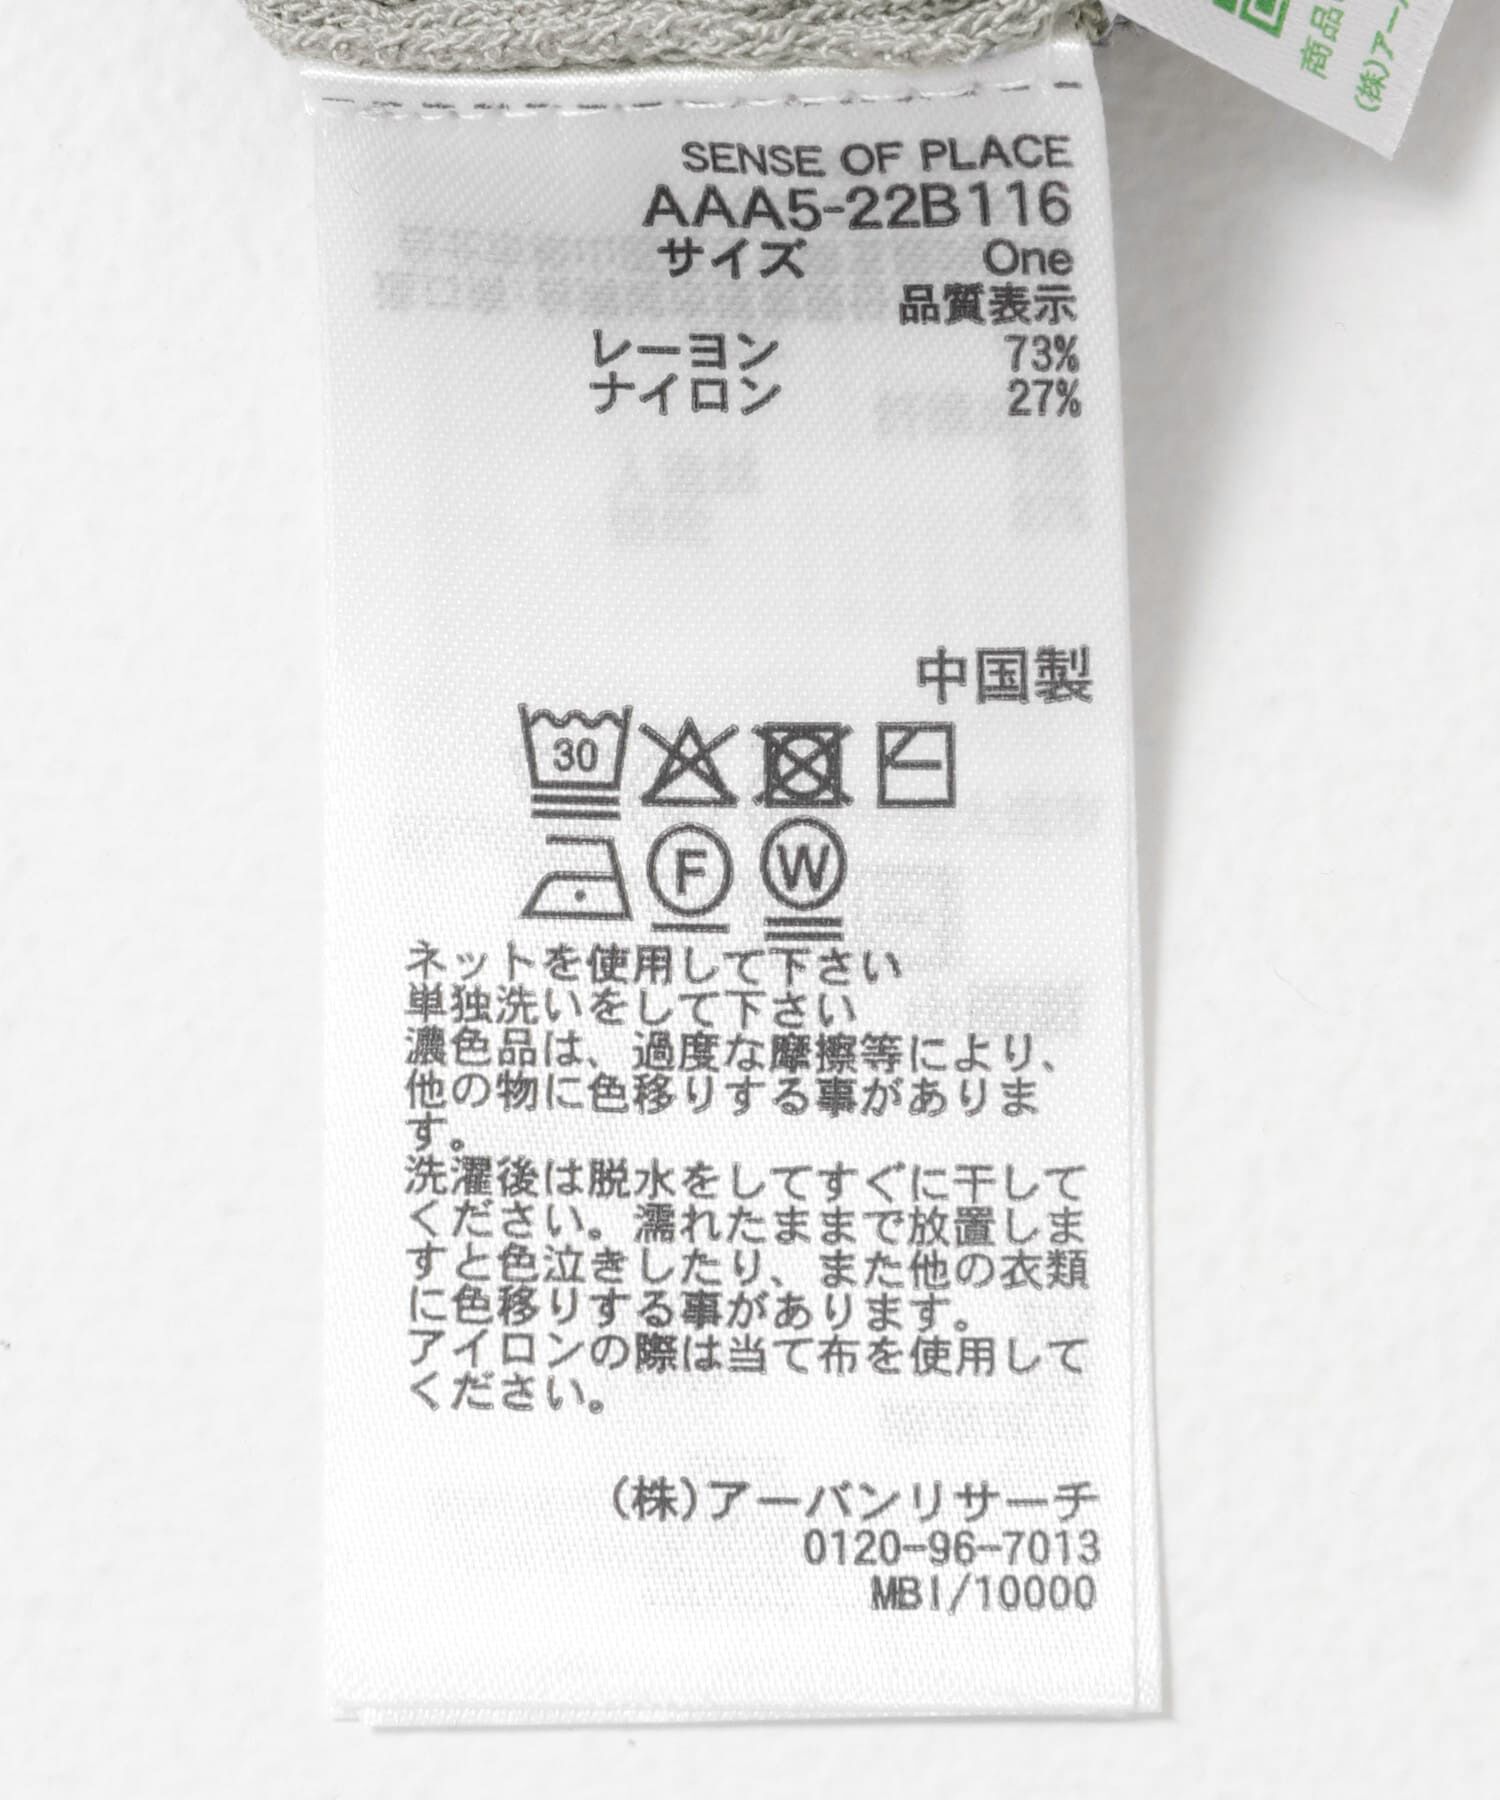 商品
(株)アー
SENSE OF PLACE
AAA5-22B116
サイズ One
品質表示
レーヨン 73%
ナイロン 27%
中国製
30
F W
ネットを使用して下さい
単独洗いをして下さい
濃色品は、過度な摩擦等により、
他の物に色移りする事がありま
す。
洗濯後は脱水をしてすぐに干して
ください。濡れたままで放置しま
すと色泣きしたり、また他の衣類
に色移りする事があります。
アイロンの際は当て布を使用して
ください。
(株)アーバンリサーチ
0120-96-7013
MBI/10000